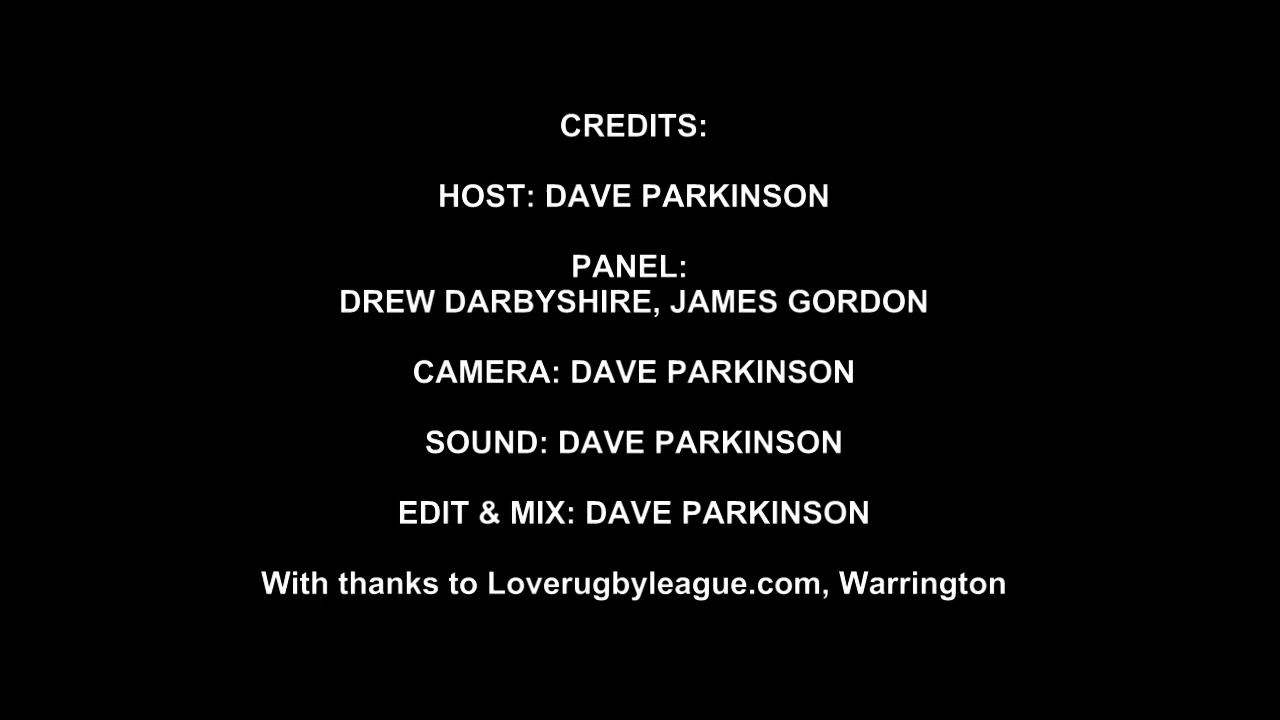 CREDITS:
HOST: DAVE PARKINSON
PANEL:
DREW DARBYSHIRE, JAMES GORDON
CAMERA: DAVE PARKINSON
SOUND: DAVE PARKINSON
EDIT & MIX: DAVE PARKINSON
With thanks to Loverugbyleague.com, Warrington